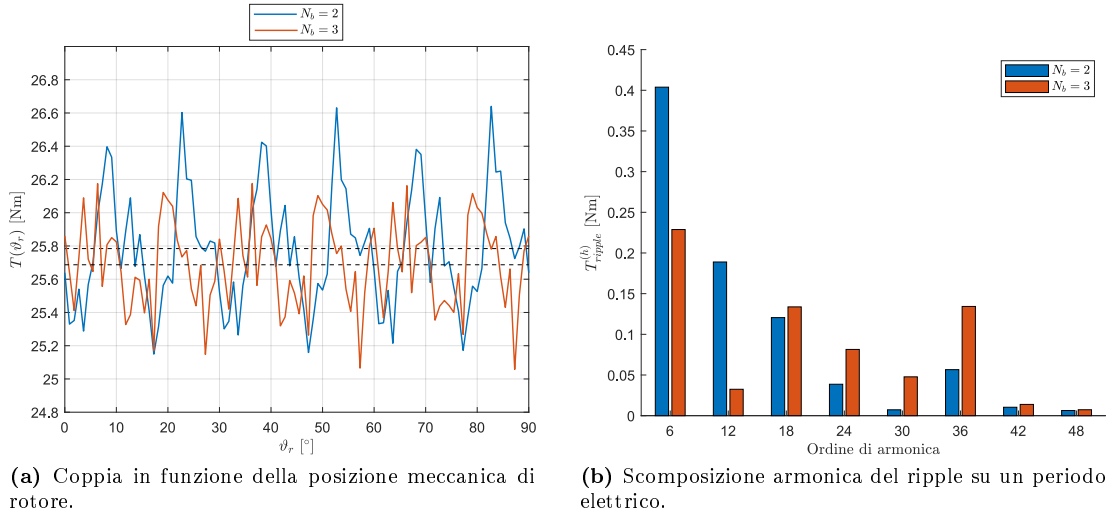 N_b = 2
N_b = 3
26.8
26.6
26.4
26.2
26
25.8
25.6
25.4
25.2
25
24.8
T(ϑ_r) [Nm]
0 10 20 30 40 50 60 70 80 90
ϑ_r [°]
(a) Coppia in funzione della posizione meccanica di
rotore.
0.45
0.4
0.35
0.3
0.25
0.2
0.15
0.1
0.05
0
T_{ripple}^{(h)} [Nm]
N_b = 2
N_b = 3
6 12 18 24 30 36 42 48
Ordine di armonica
(b) Scomposizione armonica del ripple su un periodo
elettrico.